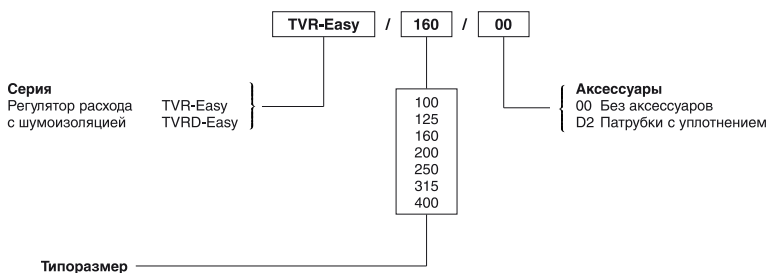 TVR-Easy / 160 / 00
Серия
Регулятор расхода TVR-Easy
с шумоизоляцией TVRD-Easy
100
125
160
200
250
315
400
Аксессуары
00 Без аксессуаров
D2 Патрубки с уплотнением
Типоразмер